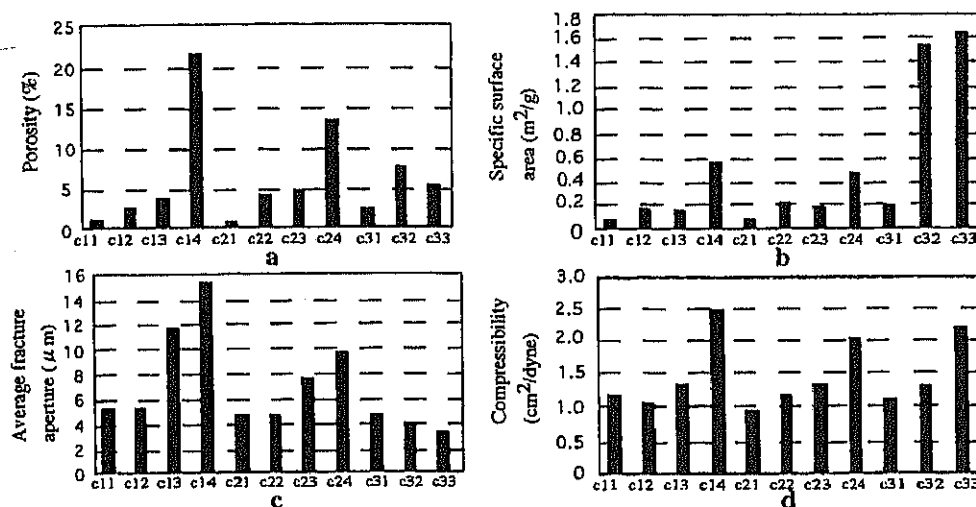 25
20
15
10
5
0
Porosity (%)
c11 c12 c13 c14 c21 c22 c23 c24 c31 c32 c33
a
1.8
1.6
1.4
1.2
1.0
0.8
0.6
0.4
0.2
0
Specific surface
area (m²/g)
c11 c12 c13 c14 c21 c22 c23 c24 c31 c32 c33
b
16
14
12
10
8
6
4
2
0
Average fracture
aperture (μm)
c11 c12 c13 c14 c21 c22 c23 c24 c31 c32 c33
c
3.0
2.5
2.0
1.5
1.0
0.5
0
Compressibility
(cm²/dyne)
c11 c12 c13 c14 c21 c22 c23 c24 c31 c32 c33
d